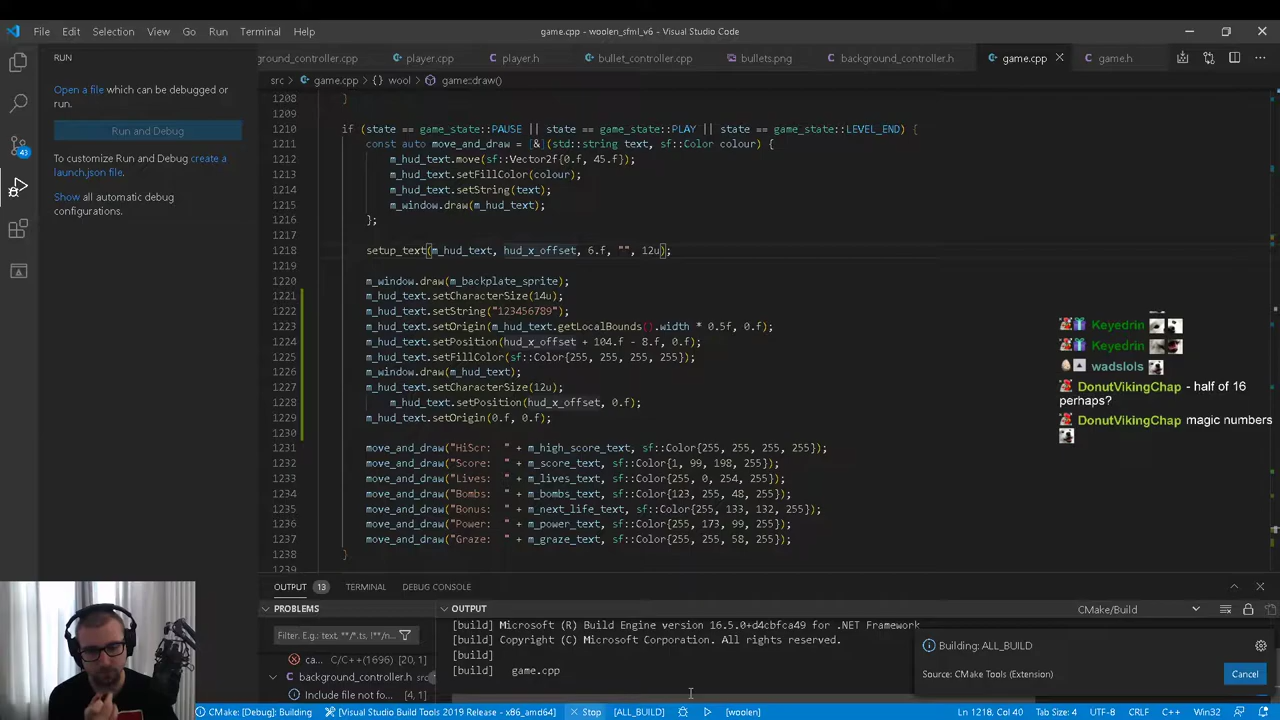 File Edit Selection View Go Run Terminal
game.cpp - woolen_sfml_v6 - Visual Studio Code
RUN
ground_controller.cpp player.cpp player.h bullet_controller.cpp bullets.png background_controller.h game.cpp game.h
src > game.cpp > {} wool > game::draw()
Open a file which can be debugged or run.
Run and Debug
To customize Run and Debug create a launch.json file.
Show all automatic debug configurations.
43
1208 }
1209
1210 if (state == game_state::PAUSE || state == game_state::PLAY || state == game_state::LEVEL_END) {
1211 const auto move_and_draw = [&](std::string text, sf::Color colour) {
1212 m_hud_text.move(sf::Vector2f{0.f, 45.f});
1213 m_hud_text.setFillColor(colour);
1214 m_hud_text.setString(text);
1215 m_window.draw(m_hud_text);
1216 };
1217
1218 setup_text(m_hud_text, hud_x_offset, 6.f, "", 12u);
1219
1220 m_window.draw(m_backplate_sprite);
1221 m_hud_text.setCharacterSize(14u);
1222 m_hud_text.setString("123456789");
1223 m_hud_text.setOrigin(m_hud_text.getLocalBounds().width * 0.5f, 0.f);
1224 m_hud_text.setPosition(hud_x_offset + 104.f - 8.f, 0.f);
1225 m_hud_text.setFillColor(sf::Color{255, 255, 255, 255});
1226 m_window.draw(m_hud_text);
1227 m_hud_text.setCharacterSize(12u);
1228 m_hud_text.setPosition(hud_x_offset, 0.f);
1229 m_hud_text.setOrigin(0.f, 0.f);
1230
1231 move_and_draw("HiScr:  " + m_high_score_text, sf::Color{255, 255, 255, 255});
1232 move_and_draw("Score:  " + m_score_text, sf::Color{1, 99, 198, 255});
1233 move_and_draw("Lives:  " + m_lives_text, sf::Color{255, 0, 254, 255});
1234 move_and_draw("Bombs:  " + m_bombs_text, sf::Color{123, 255, 48, 255});
1235 move_and_draw("Bonus:  " + m_next_life_text, sf::Color{255, 133, 132, 255});
1236 move_and_draw("Power:  " + m_power_text, sf::Color{255, 173, 99, 255});
1237 move_and_draw("Graze:  " + m_graze_text, sf::Color{255, 255, 58, 255});
1238 }
1239
Keyedrin
Keyedrin
wadslols
DonutVikingChap - half of 16
perhaps?
DonutVikingChap magic numbers
OUTPUT 13 TERMINAL DEBUG CONSOLE
PROBLEMS
Filter. E.g.: text, **/*.ts, !**/n
ca... C/C++(1696) [20, 1]
background_controller.h
Include file not fo... [4, 1]
OUTPUT
CMake/Build
[build] Microsoft (R) Build Engine version 16.5.0+d4cbfca49 for .NET Framework
[build] Copyright (C) Microsoft Corporation. All rights reserved.
[build]
[build] game.cpp
Building: ALL_BUILD
Source: CMake Tools (Extension)
Cancel
CMake: [Debug]: Building [Visual Studio Build Tools 2019 Release - x86_amd64] Stop [ALL_BUILD] [woolen] Ln 1218, Col 40 Tab Size: 4 UTF-8 CRLF C++ Win32